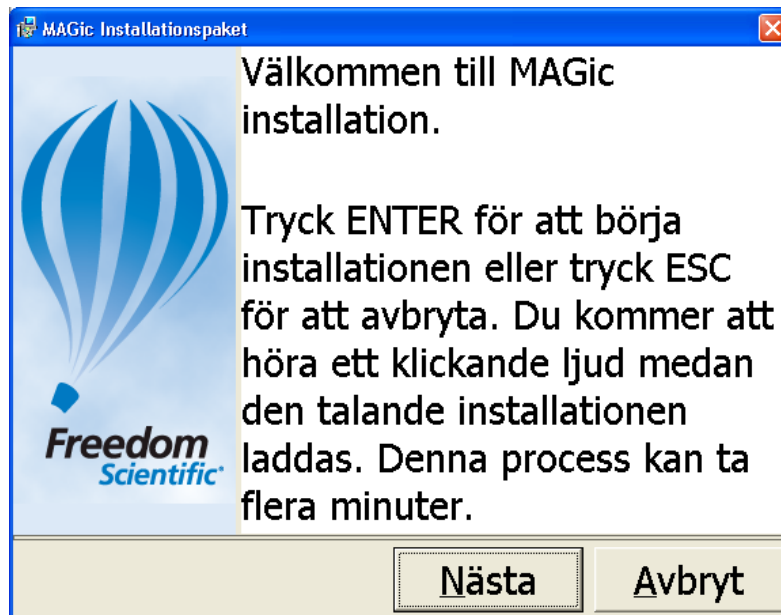 MAGic Installationspaket
Välkommen till MAGic
installation.
Tryck ENTER för att börja
installationen eller tryck ESC
för att avbryta. Du kommer att
höra ett klickande ljud medan
den talande installationen
laddas. Denna process kan ta
flera minuter.
Freedom
Scientific
Nästa
Avbryt